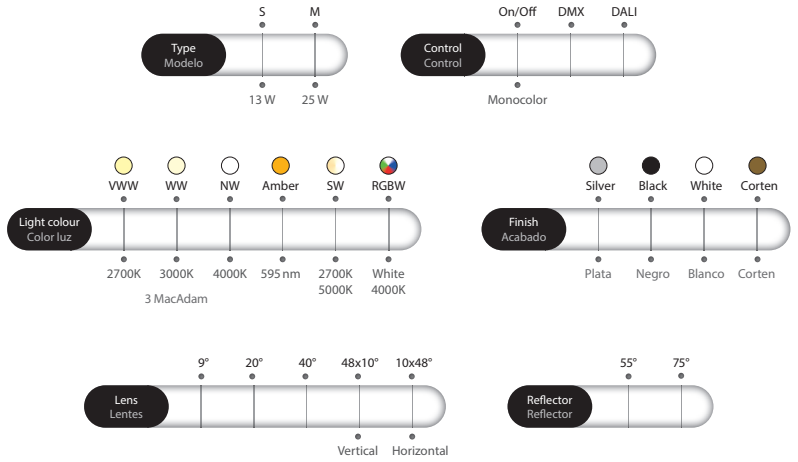 S M
Type
Modelo
13 W 25 W
On/Off DMX DALI
Control
Control
Monocolor
VWW WW NW Amber SW RGBW
Light colour
Color luz
2700K 3000K 4000K 595 nm 2700K White
5000K 4000K
3 MacAdam
Silver Black White Corten
Finish
Acabado
Plata Negro Blanco Corten
9° 20° 40° 48x10° 10x48°
Lens
Lentes
Vertical Horizontal
55° 75°
Reflector
Reflector